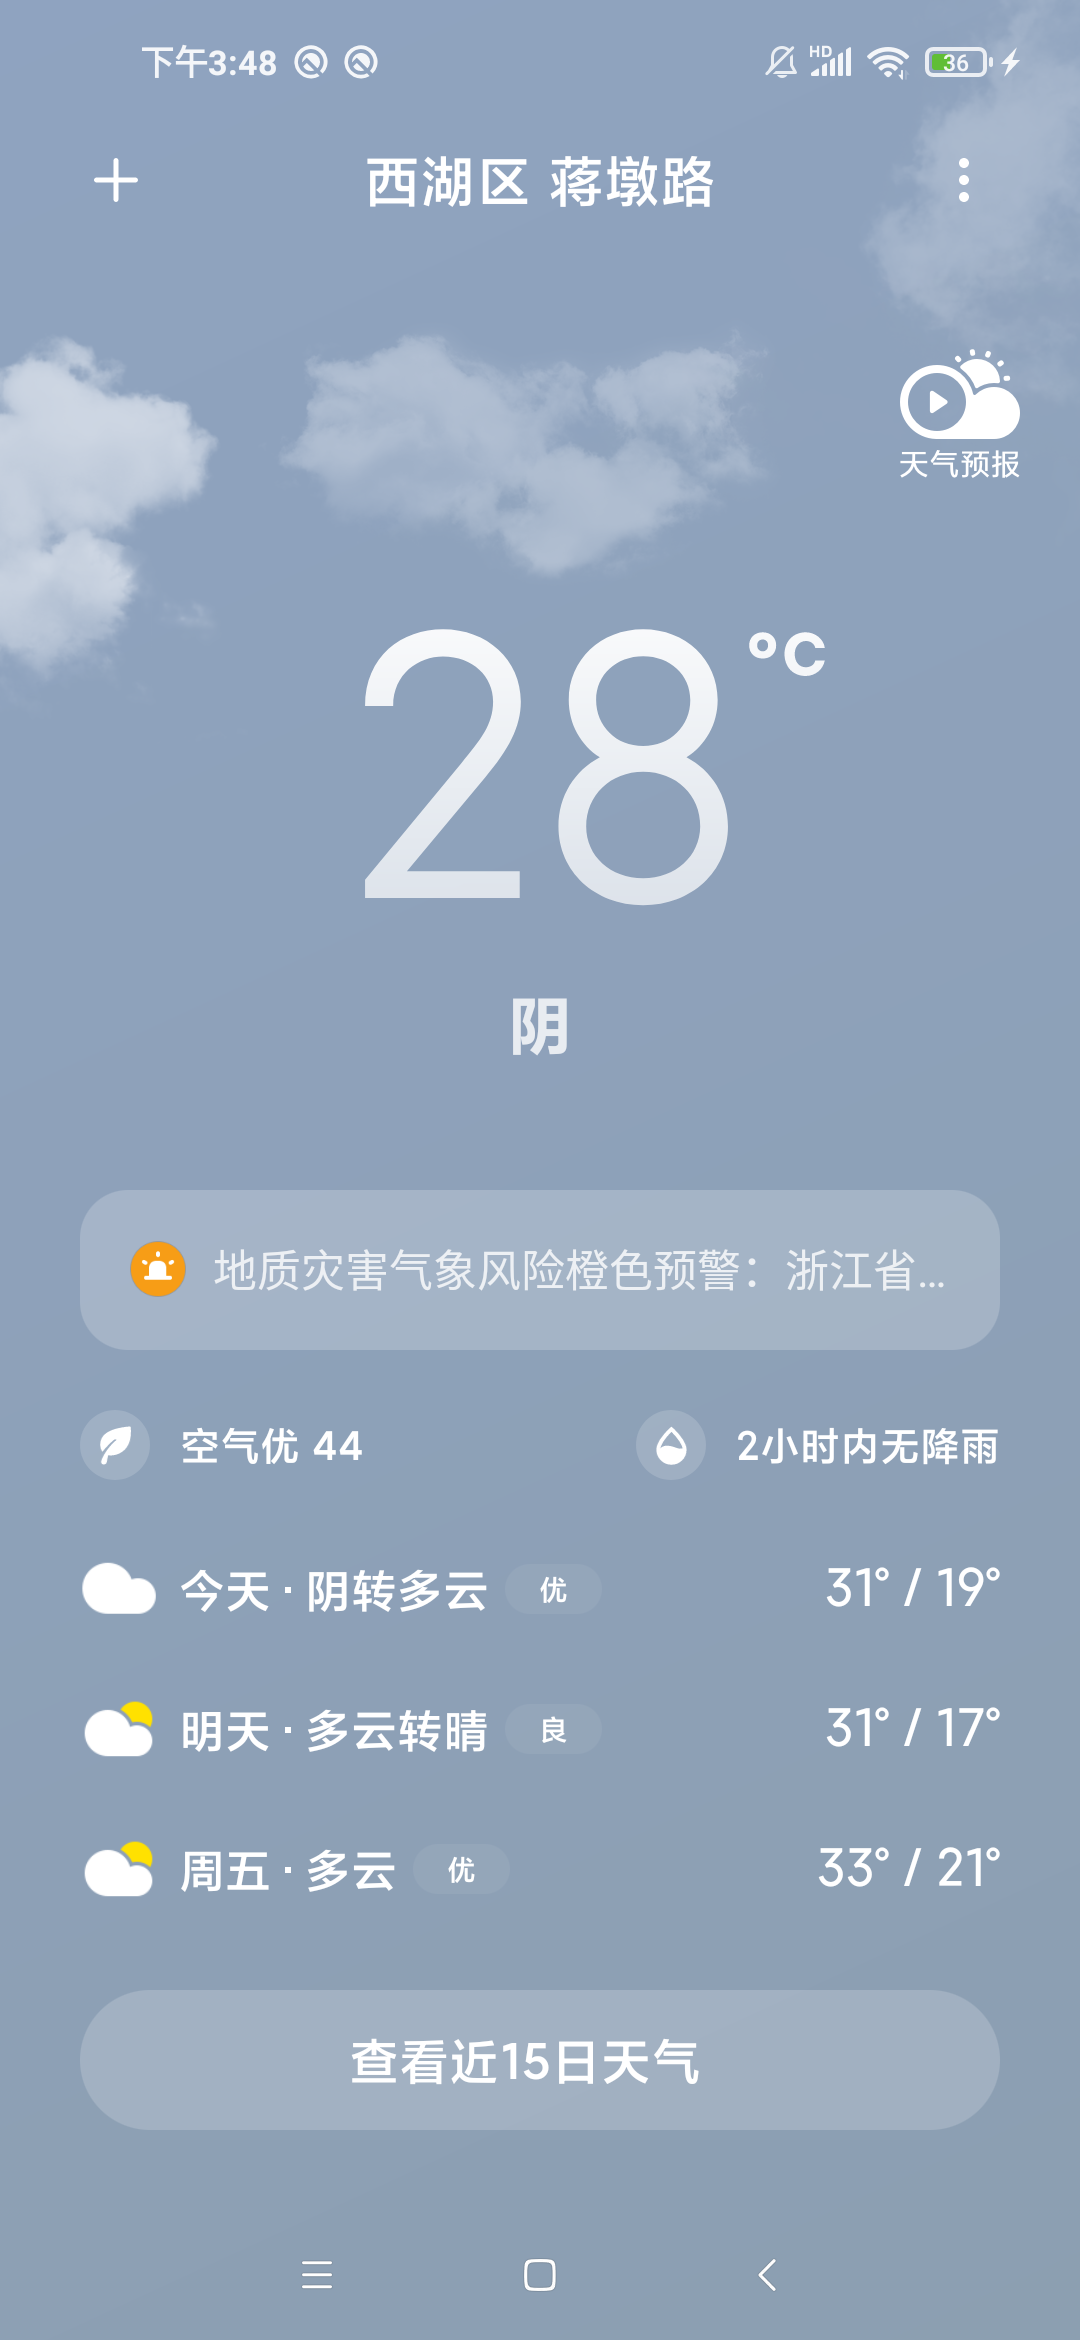 下午3:48 HD 36
西湖区 蒋墩路
天气预报
28°C
阴
地质灾害气象风险橙色预警：浙江省...
空气优 44 2小时内无降雨
今天 · 阴转多云 优 31° / 19°
明天 · 多云转晴 良 31° / 17°
周五 · 多云 优 33° / 21°
查看近15日天气